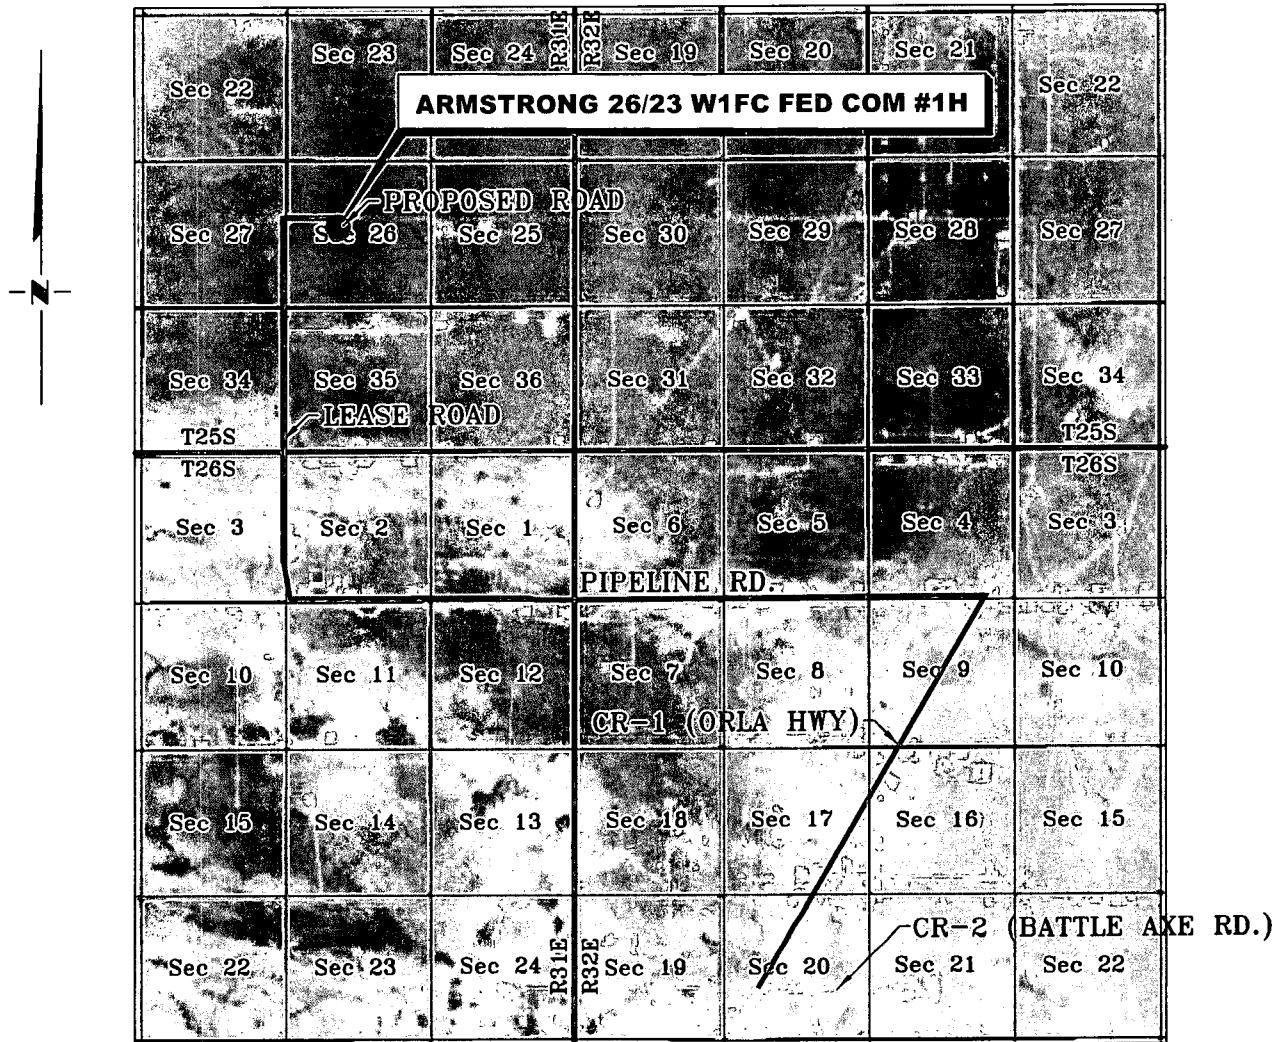 Sec 22
Sec 23
Sec 24
R31E
R32E
Sec 19
Sec 20
Sec 21
Sec 22
ARMSTRONG 26/23 W1FC FED COM #1H
PROPOSED ROAD
Sec 27
Sec 26
Sec 25
Sec 30
Sec 29
Sec 28
Sec 27
N
Sec 34
Sec 35
Sec 36
Sec 31
Sec 32
Sec 33
Sec 34
LEASE ROAD
T25S
T25S
T26S
T26S
Sec 3
Sec 2
Sec 1
Sec 6
Sec 5
Sec 4
Sec 3
PIPELINE RD.
Sec 10
Sec 11
Sec 12
Sec 7
Sec 8
Sec 9
Sec 10
CR-1 (ORLA HWY)
Sec 15
Sec 14
Sec 13
Sec 18
Sec 17
Sec 16
Sec 15
CR-2 (BATTLE AXE RD.)
Sec 22
Sec 23
Sec 24
R31E
R32E
Sec 19
Sec 20
Sec 21
Sec 22